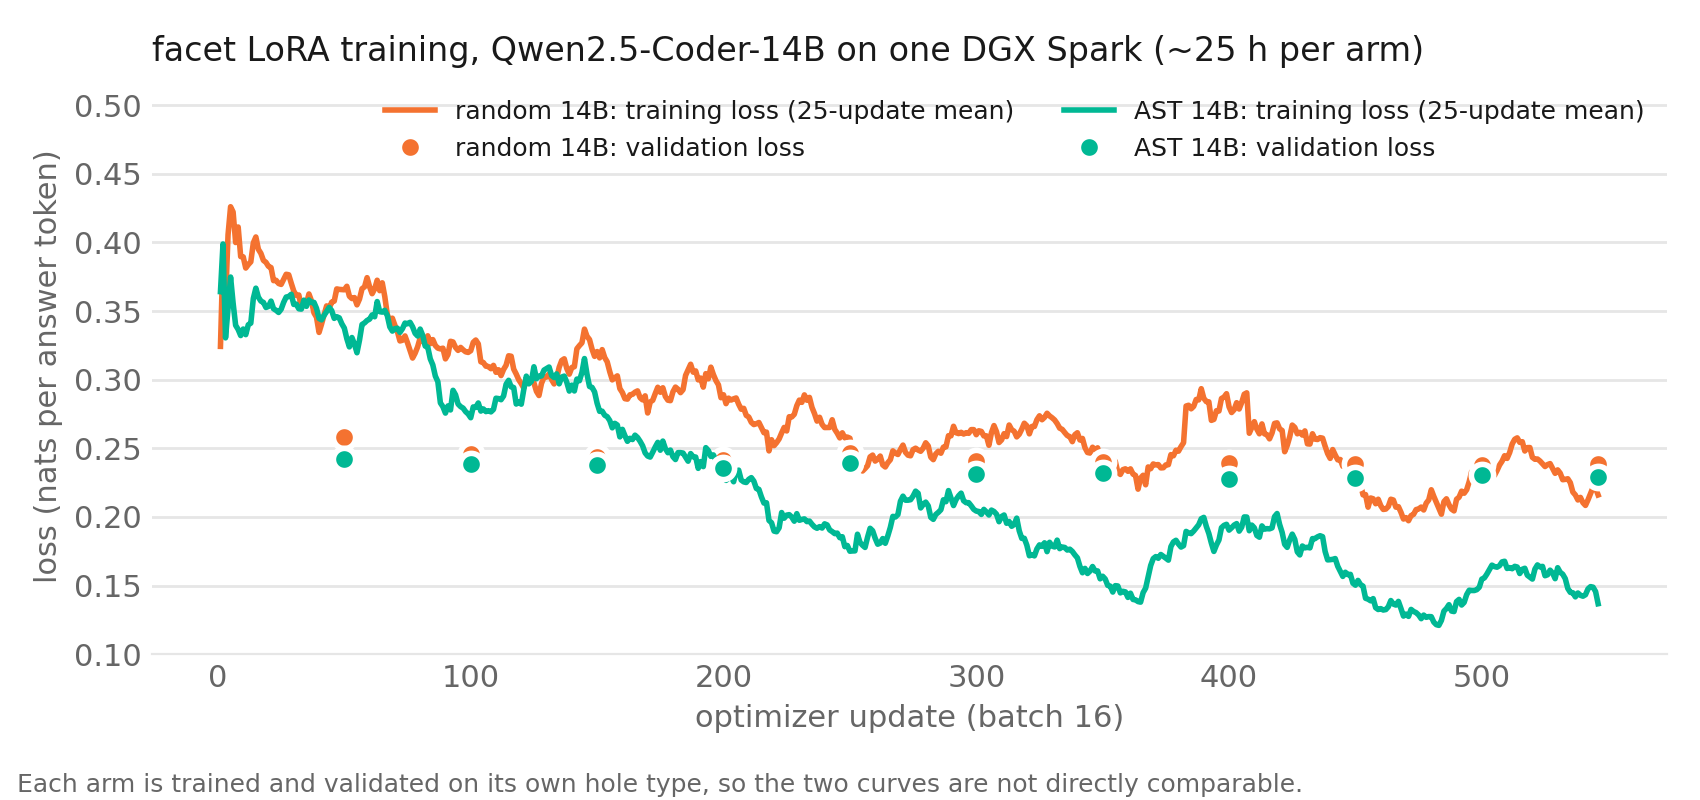 facet LoRA training, Qwen2.5-Coder-14B on one DGX Spark (~25 h per arm)
random 14B: training loss (25-update mean)
AST 14B: training loss (25-update mean)
random 14B: validation loss
AST 14B: validation loss
loss (nats per answer token)
0.50
0.45
0.40
0.35
0.30
0.25
0.20
0.15
0.10
0
100
200
300
400
500
optimizer update (batch 16)
Each arm is trained and validated on its own hole type, so the two curves are not directly comparable.